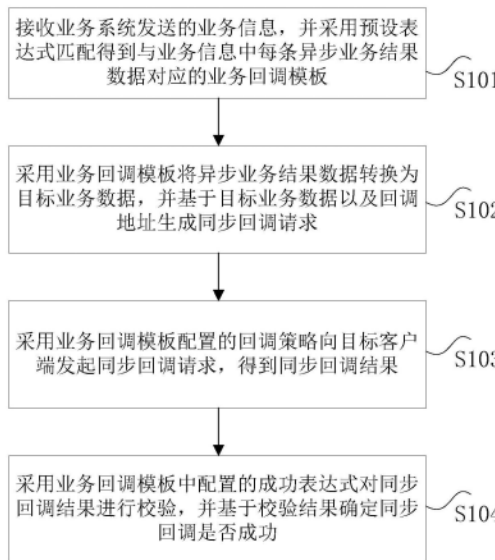 接收业务系统发送的业务信息，并采用预设表
达式匹配得到与业务信息中每条异步业务结果
数据对应的业务回调模板
S101
采用业务回调模板将异步业务结果数据转换为
目标业务数据，并基于目标业务数据以及回调
地址生成同步回调请求
S102
采用业务回调模板配置的回调策略向目标客户
端发起同步回调请求，得到同步回调结果
S103
采用业务回调模板中配置的成功表达式对同步
回调结果进行校验，并基于校验结果确定同步
回调是否成功
S104